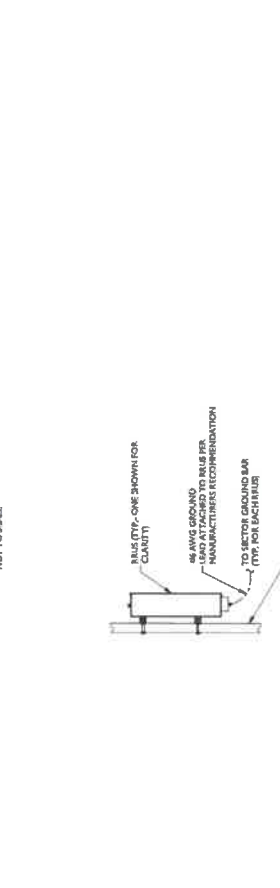 RRUS (TYP.- ONE SHOWN FOR
CLARITY)
#6 AWG GROUND
LEAD ATTACHED TO RRUS PER
MANUFACTURERS RECOMMENDATION
TO SECTOR GROUND BAR
(TYP. FOR EACH RRUS)